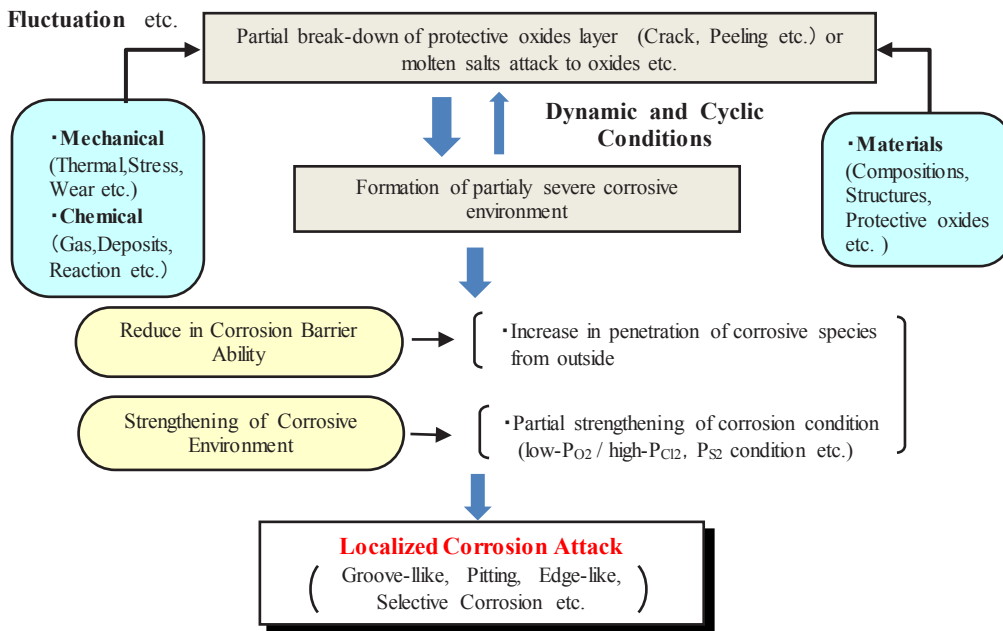 Fluctuation etc.
Partial break-down of protective oxides layer (Crack, Peeling etc.) or
molten salts attack to oxides etc.
Dynamic and Cyclic
Conditions
・Mechanical
(Thermal,Stress,
Wear etc.)
・Chemical
(Gas,Deposits,
Reaction etc.)
Formation of partialy severe corrosive
environment
・Materials
(Compositions,
Structures,
Protective oxides
etc. )
Reduce in Corrosion Barrier
Ability
・Increase in penetration of corrosive species
from outside
Strengthening of Corrosive
Environment
・Partial strengthening of corrosion condition
(low-PO2 / high-PCl2, PS2 condition etc.)
Localized Corrosion Attack
( Groove-llike, Pitting, Edge-like,
Selective Corrosion etc. )